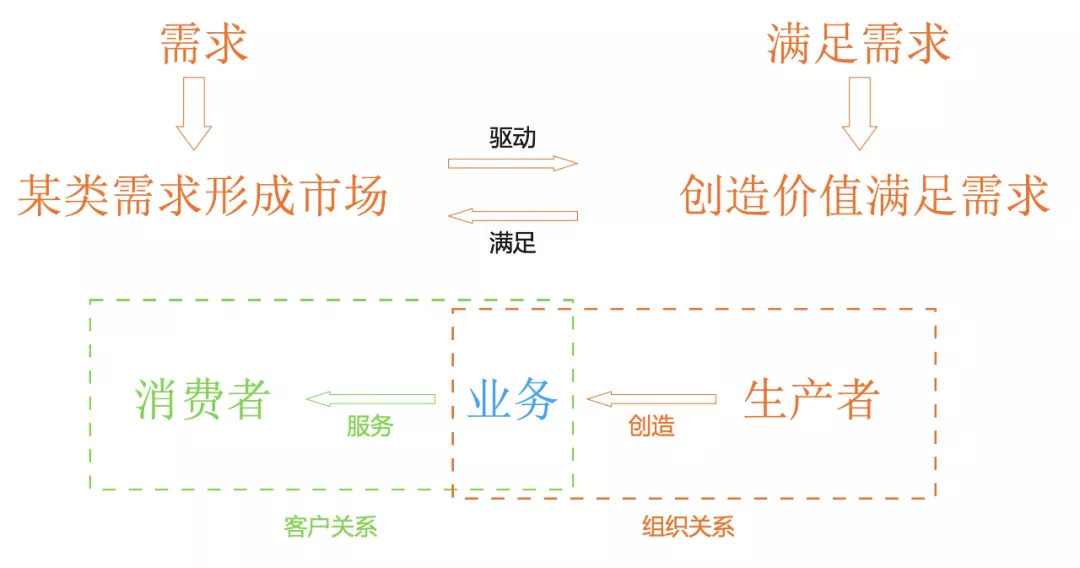 需求
满足需求
驱动
某类需求形成市场
创造价值满足需求
满足
消费者
服务
业务
创造
生产者
客户关系
组织关系